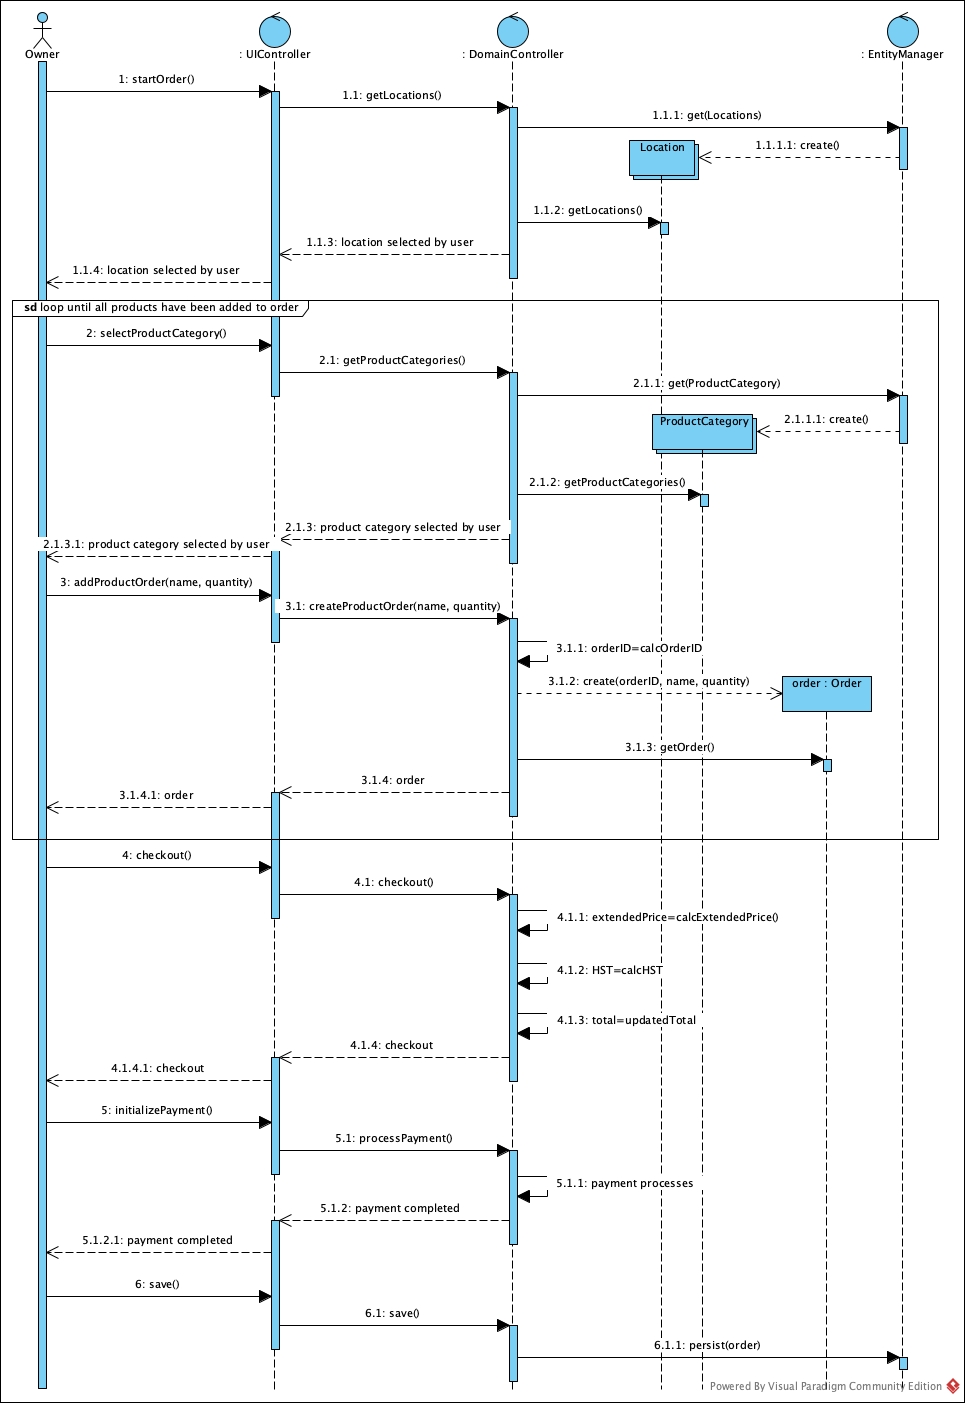 Owner
: UIController
: DomainController
: EntityManager
1: startOrder()
1.1: getLocations()
1.1.1: get(Locations)
Location
1.1.1.1: create()
1.1.2: getLocations()
1.1.3: location selected by user
1.1.4: location selected by user
sd loop until all products have been added to order
2: selectProductCategory()
2.1: getProductCategories()
2.1.1: get(ProductCategory)
ProductCategory
2.1.1.1: create()
2.1.2: getProductCategories()
2.1.3: product category selected by user
2.1.3.1: product category selected by user
3: addProductOrder(name, quantity)
3.1: createProductOrder(name, quantity)
3.1.1: orderID=calcOrderID
3.1.2: create(orderID, name, quantity)
order : Order
3.1.3: getOrder()
3.1.4: order
3.1.4.1: order
4: checkout()
4.1: checkout()
4.1.1: extendedPrice=calcExtendedPrice()
4.1.2: HST=calcHST
4.1.3: total=updatedTotal
4.1.4: checkout
4.1.4.1: checkout
5: initializePayment()
5.1: processPayment()
5.1.1: payment processes
5.1.2: payment completed
5.1.2.1: payment completed
6: save()
6.1: save()
6.1.1: persist(order)
Powered By Visual Paradigm Community Edition